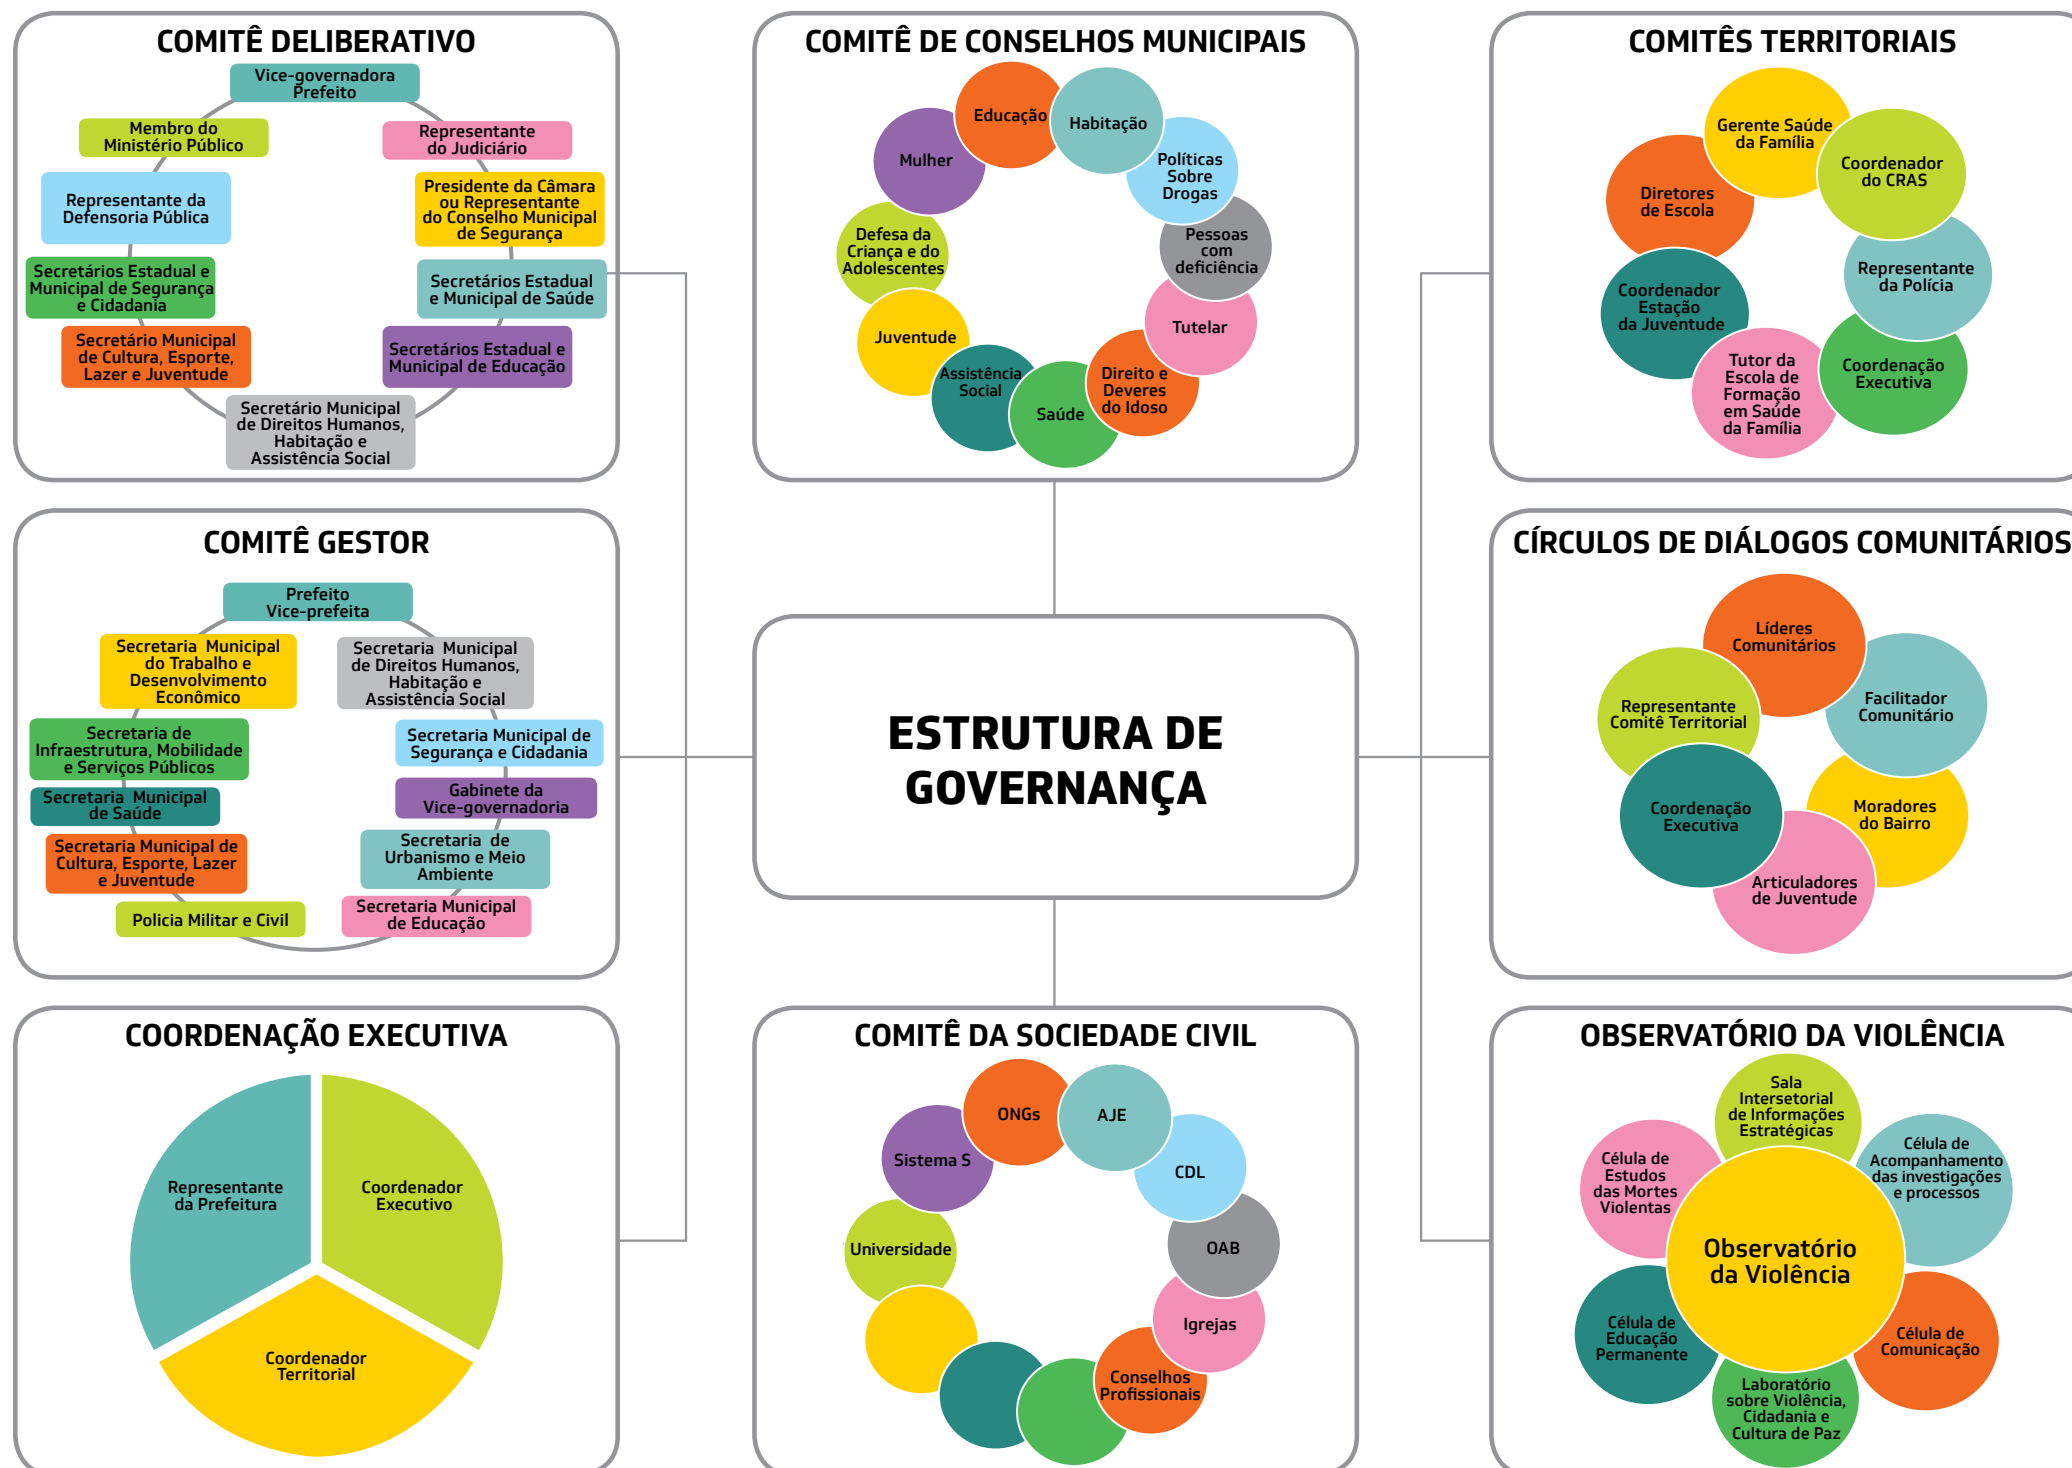 COMITÊ DELIBERATIVO
Vice-governadora
Prefeito
Membro do
Ministério Público
Representante
do Judiciário
Representante da
Defensoria Pública
Presidente da Câmara
ou Representante
do Conselho Municipal
de Segurança
Secretários Estadual e
Municipal de Segurança
e Cidadania
Secretários Estadual
e Municipal de Saúde
Secretário Municipal
de Cultura, Esporte,
Lazer e Juventude
Secretários Estadual e
Municipal de Educação
Secretário Municipal
de Direitos Humanos,
Habitação e
Assistência Social
COMITÊ DE CONSELHOS MUNICIPAIS
Educação
Habitação
Mulher
Políticas
Sobre
Drogas
Defesa da
Criança e do
Adolescentes
Pessoas
com
deficiência
Juventude
Tutelar
Assistência
Social
Saúde
Direito e
Deveres
do Idoso
COMITÊS TERRITORIAIS
Gerente Saúde
da Família
Coordenador
do CRAS
Diretores
de Escola
Representante
da Polícia
Coordenador
Estação
da Juventude
Tutor da
Escola de
Formação
em Saúde
da Família
Coordenação
Executiva
COMITÊ GESTOR
Prefeito
Vice-prefeita
Secretaria Municipal
do Trabalho e
Desenvolvimento
Econômico
Secretaria Municipal
de Direitos Humanos,
Habitação e
Assistência Social
Secretaria de
Infraestrutura, Mobilidade
e Serviços Públicos
Secretaria Municipal de
Segurança e Cidadania
Secretaria Municipal
de Saúde
Gabinete da
Vice-governadoria
Secretaria Municipal de
Cultura, Esporte, Lazer
e Juventude
Secretaria de
Urbanismo e Meio
Ambiente
Policia Militar e Civil
Secretaria Municipal
de Educação
ESTRUTURA DE
GOVERNANÇA
CÍRCULOS DE DIÁLOGOS COMUNITÁRIOS
Líderes
Comunitários
Representante
Comitê Territorial
Facilitador
Comunitário
Coordenação
Executiva
Moradores
do Bairro
Articuladores
de Juventude
COORDENAÇÃO EXECUTIVA
Representante
da Prefeitura
Coordenador
Executivo
Coordenador
Territorial
COMITÊ DA SOCIEDADE CIVIL
ONGs
AJE
Sistema S
CDL
Universidade
OAB
Igrejas
Conselhos
Profissionais
OBSERVATÓRIO DA VIOLÊNCIA
Sala
Intersetorial
de Informações
Estratégicas
Célula de
Estudos
das Mortes
Violentas
Célula de
Acompanhamento
das investigações
e processos
Observatório
da Violência
Célula de
Educação
Permanente
Célula de
Comunicação
Laboratório
sobre Violência,
Cidadania e
Cultura de Paz